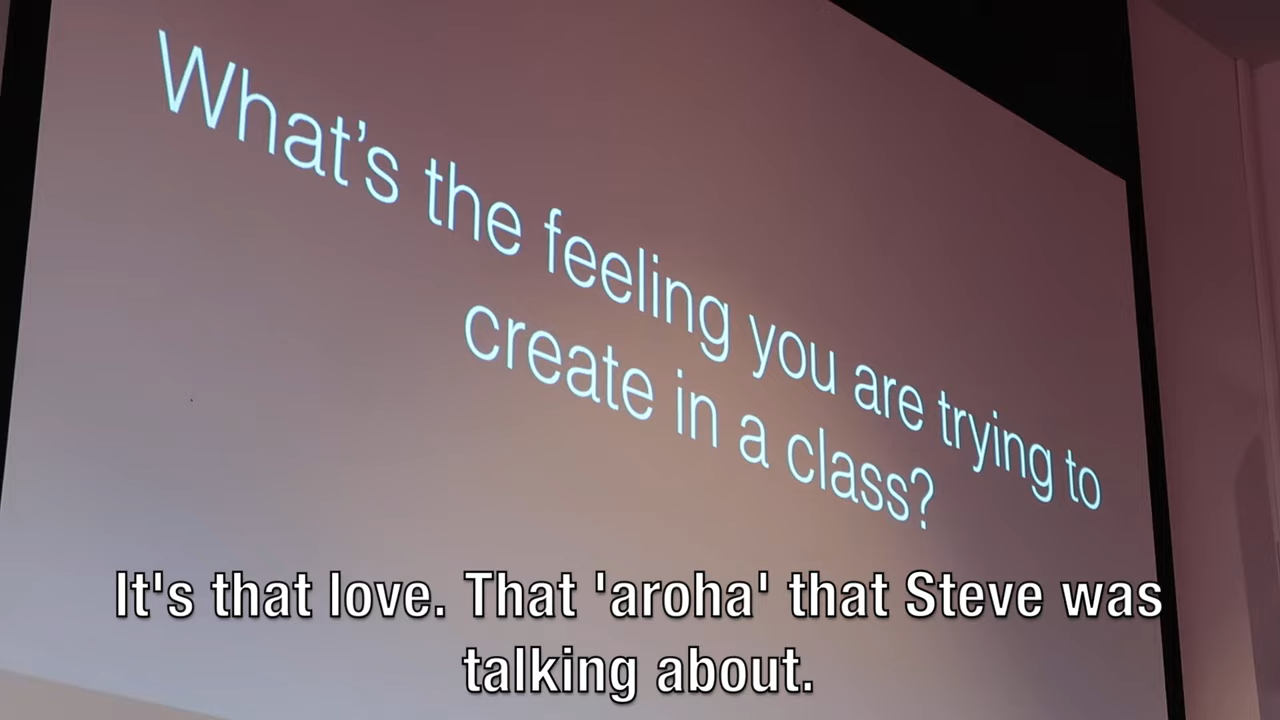 What’s the feeling you are trying to
create in a class?
It's that love. That 'aroha' that Steve was
talking about.